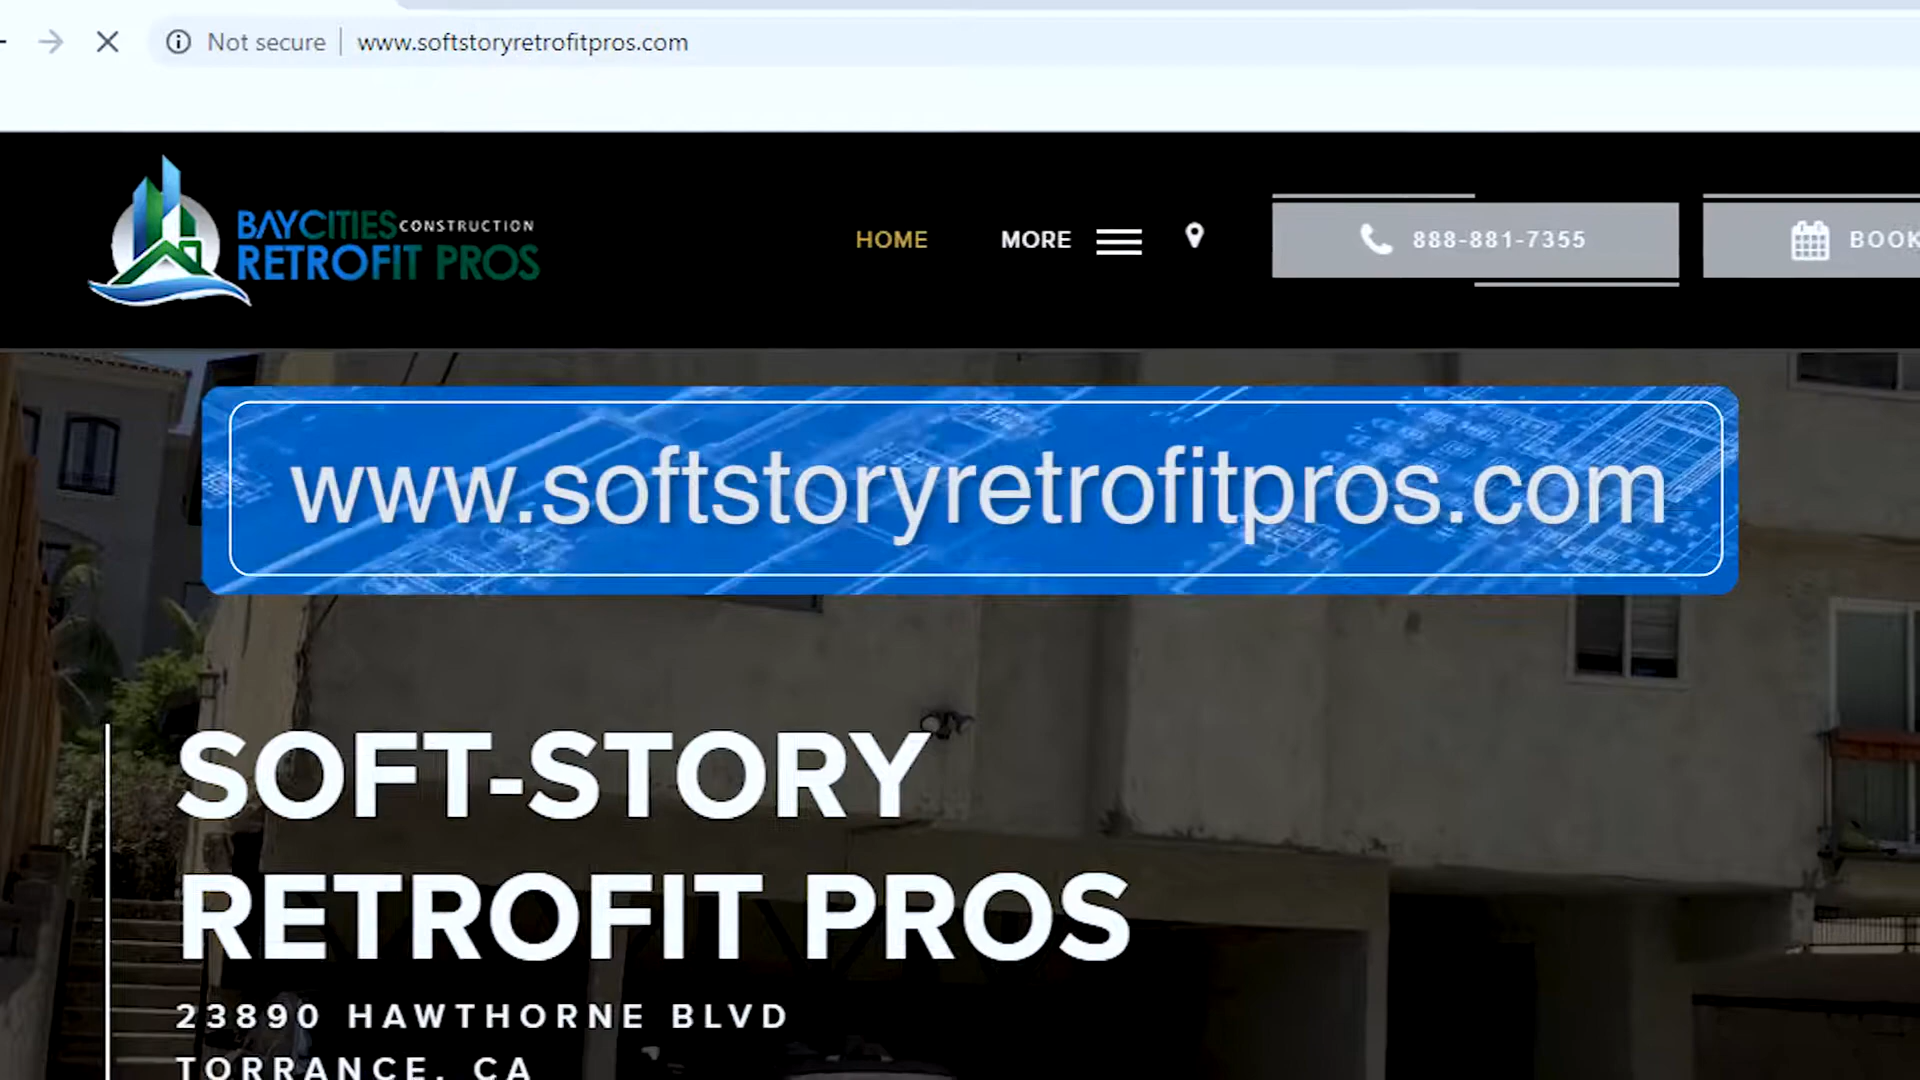 Not secure
www.softstoryretrofitpros.com
BAYCITIES CONSTRUCTION
RETROFIT PROS
HOME
MORE
888-881-7355
BOOK
www.softstoryretrofitpros.com
SOFT-STORY
RETROFIT PROS
23890 HAWTHORNE BLVD
TORRANCE, CA